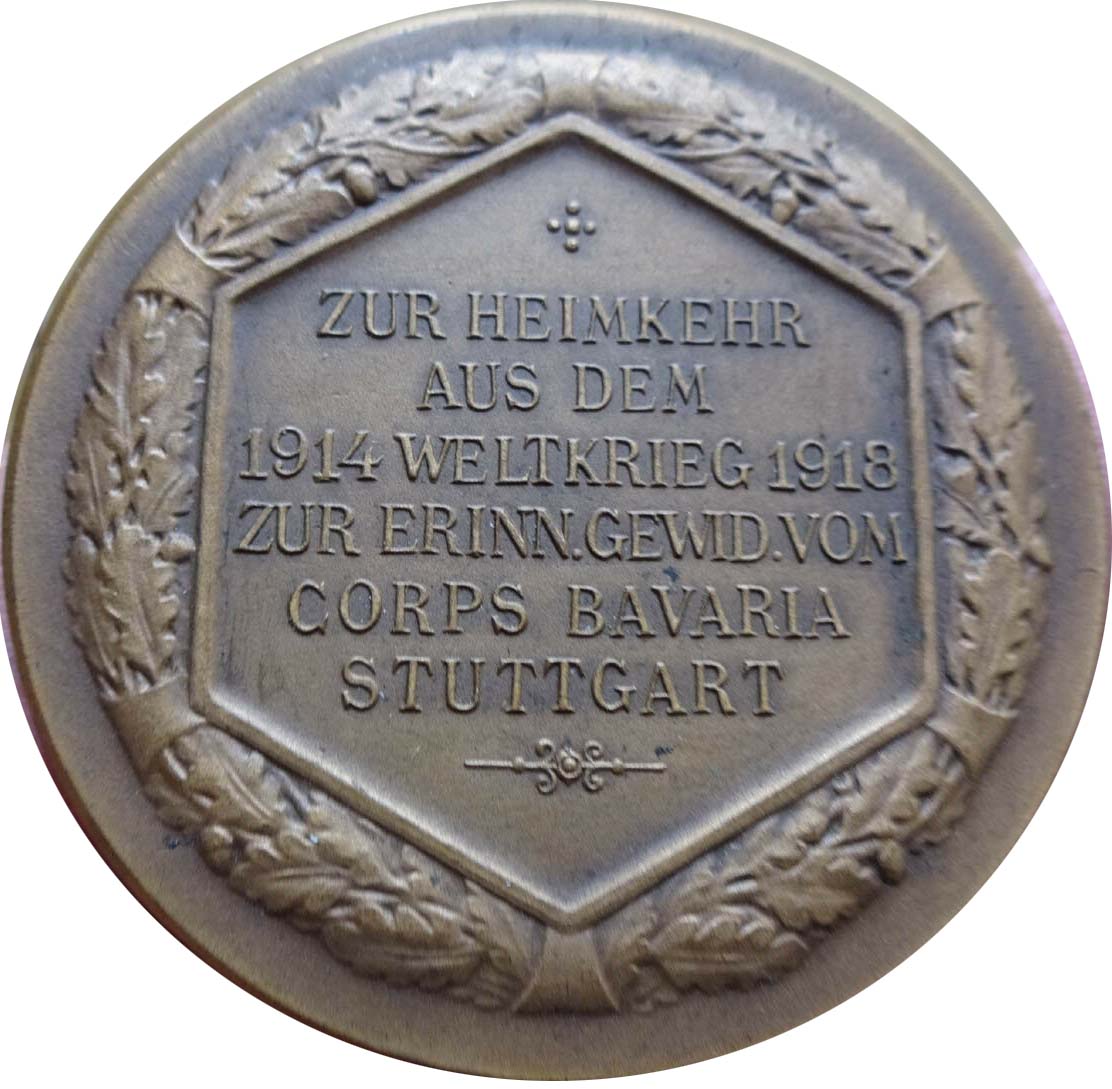 ZUR HEIMKEHR
AUS DEM
1914 WELTKRIEG 1918
ZUR ERINN. GEWID. VOM
CORPS BAVARIA
STUTTGART